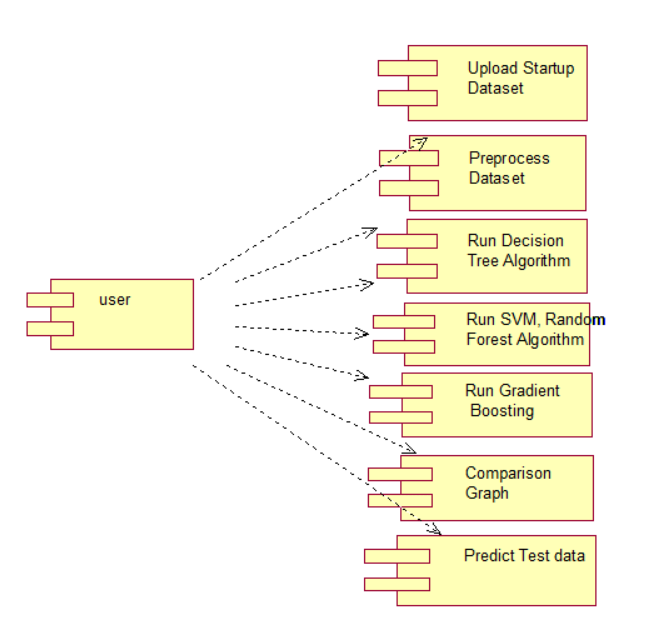 Upload Startup
Dataset
Preprocess
Dataset
Run Decision
Tree Algorithm
user
Run SVM, Random
Forest Algorithm
Run Gradient
Boosting
Comparison
Graph
Predict Test data